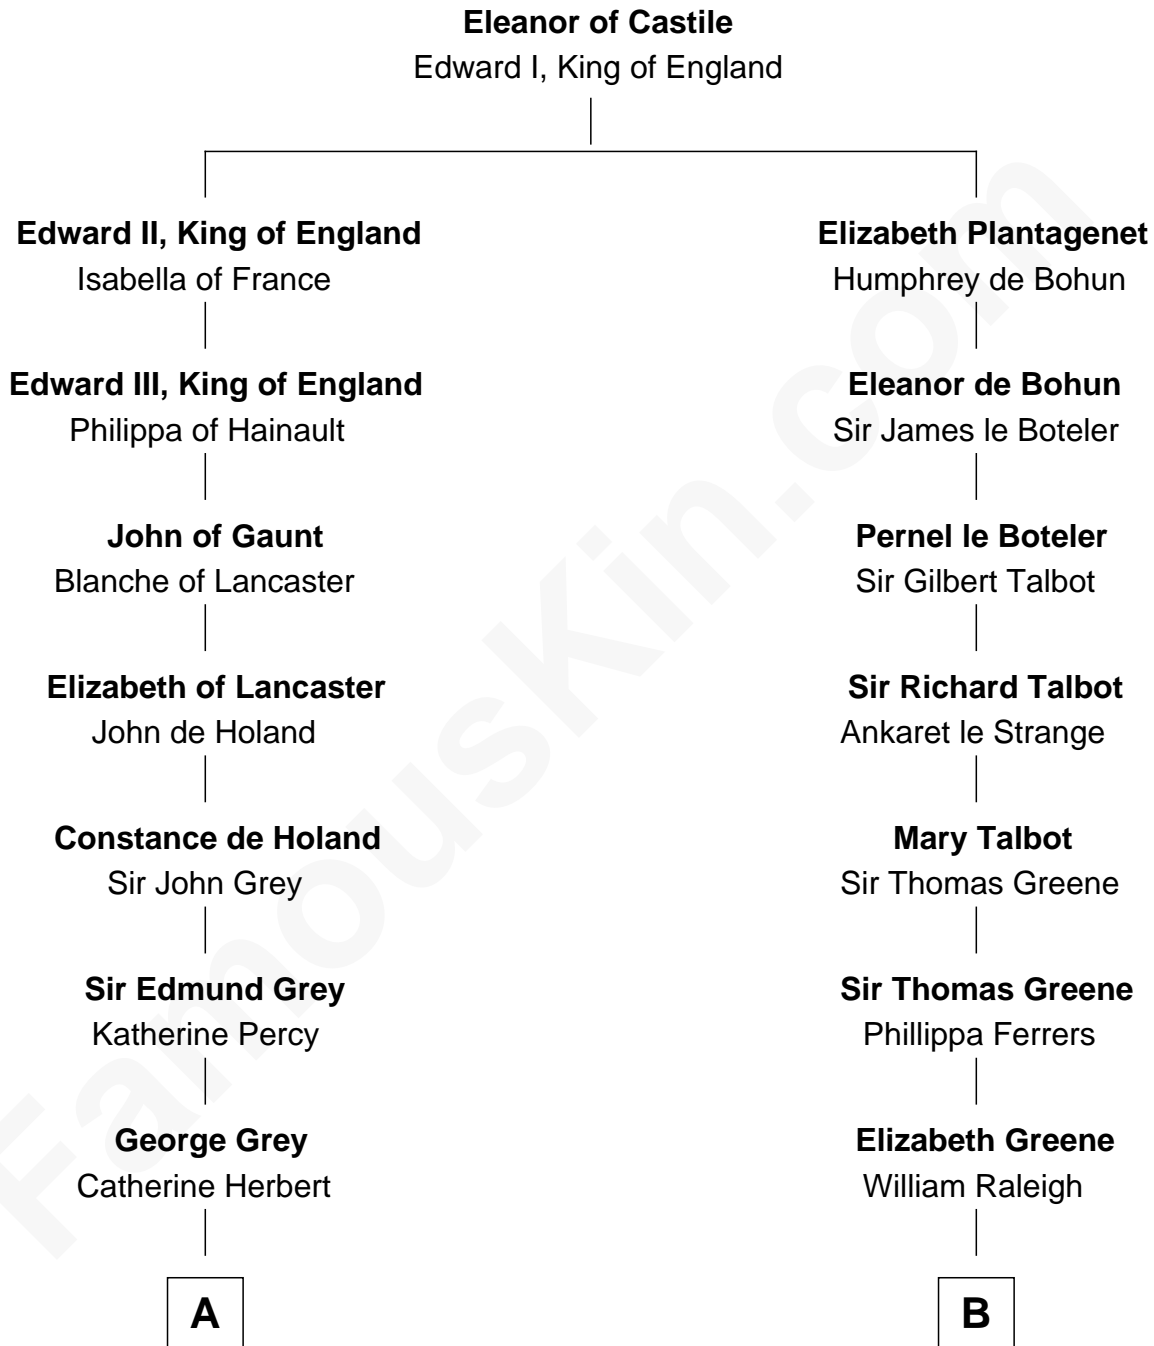 Eleanor of Castile
Edward I, King of England
Edward II, King of England
Isabella of France
Edward III, King of England
Philippa of Hainault
John of Gaunt
Blanche of Lancaster
Elizabeth of Lancaster
John de Holand
Constance de Holand
Sir John Grey
Sir Edmund Grey
Katherine Percy
George Grey
Catherine Herbert
A
Elizabeth Plantagenet
Humphrey de Bohun
Eleanor de Bohun
Sir James le Boteler
Pernel le Boteler
Sir Gilbert Talbot
Sir Richard Talbot
Ankaret le Strange
Mary Talbot
Sir Thomas Greene
Sir Thomas Greene
Phillippa Ferrers
Elizabeth Greene
William Raleigh
B
FamousKin.com